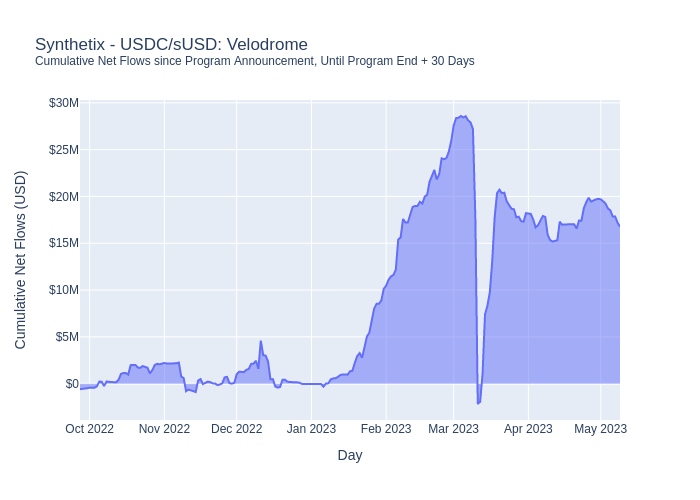 Synthetix - USDC/sUSD: Velodrome
Cumulative Net Flows since Program Announcement, Until Program End + 30 Days
Cumulative Net Flows (USD)
$30M
$25M
$20M
$15M
$10M
$5M
$0
Oct 2022 Nov 2022 Dec 2022 Jan 2023 Feb 2023 Mar 2023 Apr 2023 May 2023
Day